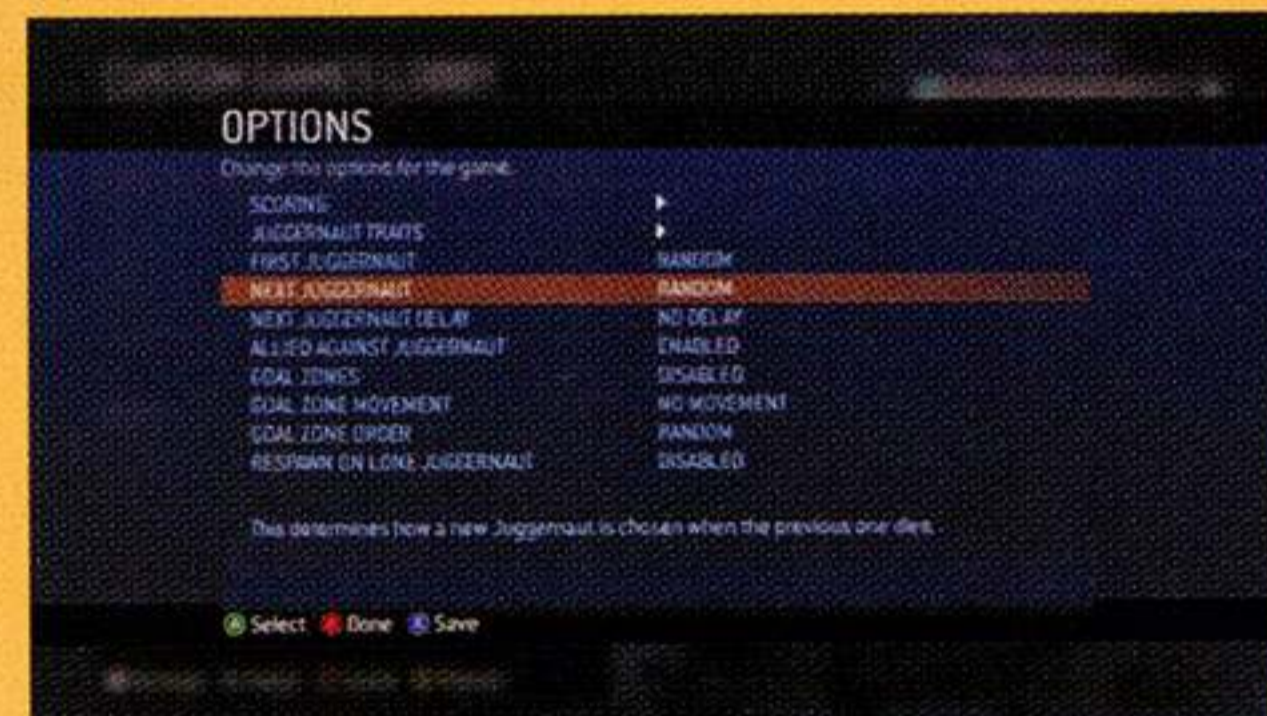 OPTIONS
Change the options for the game.
SCORING
JUGGERNAUT TRAITS
FIRST JUGGERNAUT RANDOM
NEXT JUGGERNAUT RANDOM
NEXT JUGGERNAUT DELAY NO DELAY
ALLIED AGAINST JUGGERNAUT ENABLED
GOAL ZONES DISABLED
GOAL ZONE MOVEMENT NO MOVEMENT
GOAL ZONE ORDER RANDOM
RESPAWN ON LONE JUGGERNAUT DISABLED
This determines how a new Juggernaut is chosen when the previous one dies.
A Select B Done X Save